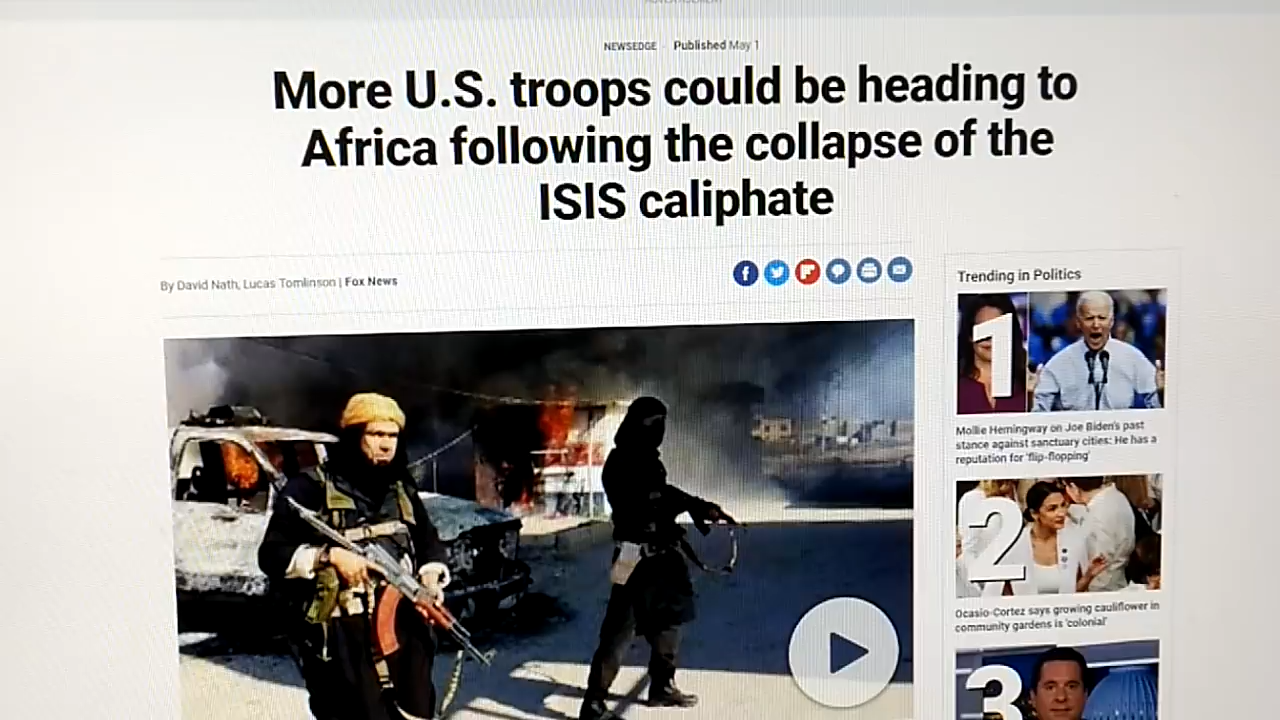 NEWSEDGE Published May 1
More U.S. troops could be heading to
Africa following the collapse of the
ISIS caliphate
By David Nath, Lucas Tomlinson | Fox News
Trending in Politics
1
Mollie Hemingway on Joe Biden's past
stance against sanctuary cities: He has a
reputation for 'flip-flopping'
2
Ocasio-Cortez says growing cauliflower in
community gardens is 'colonial'
3